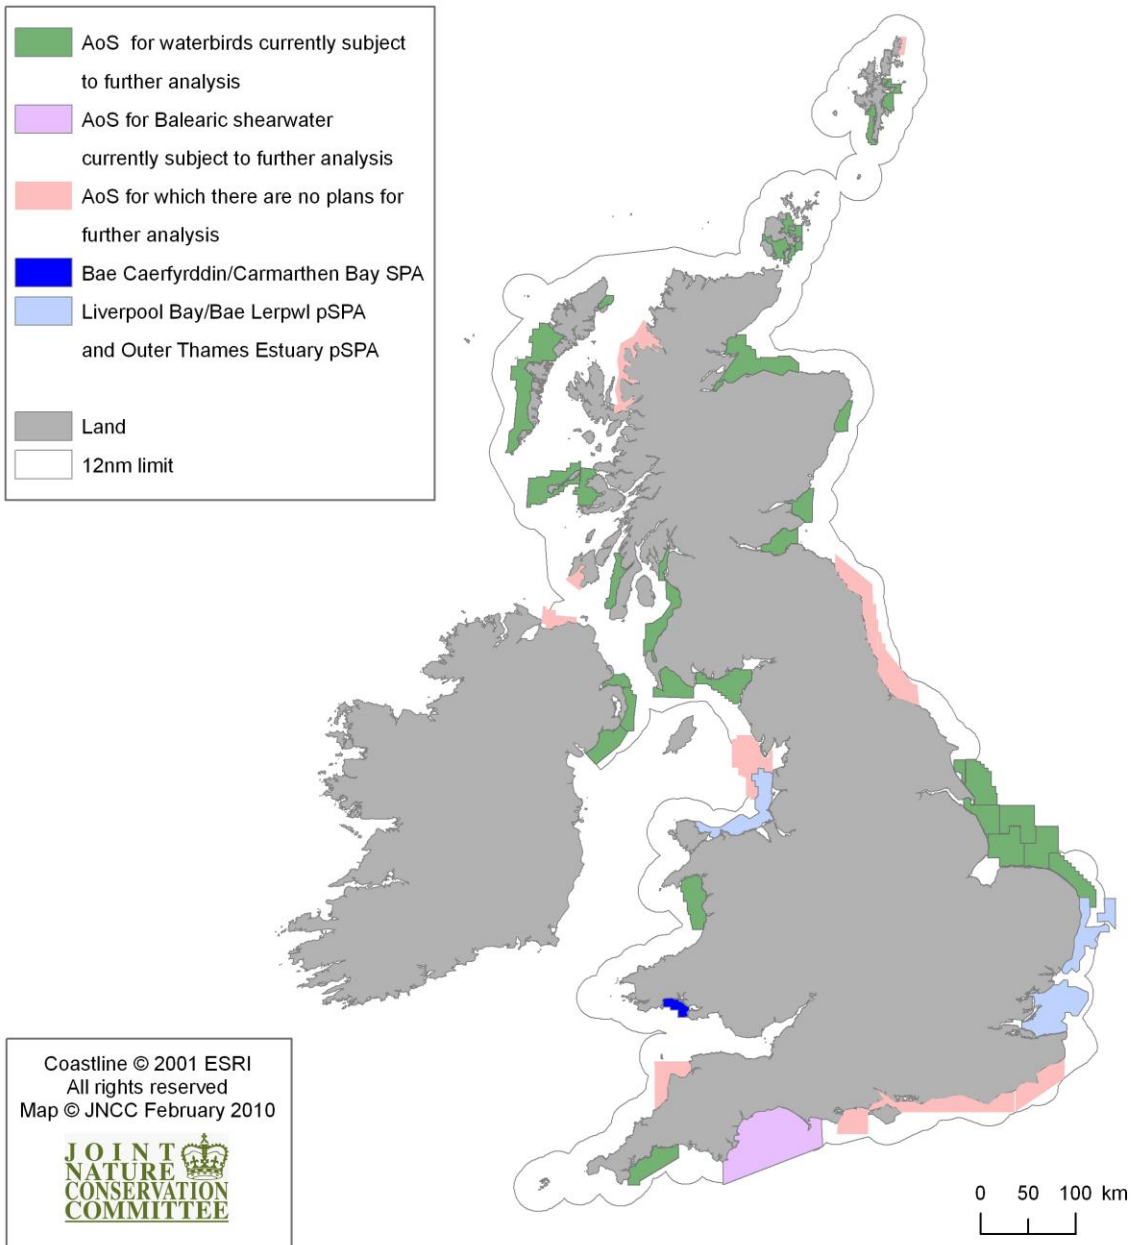 AoS for waterbirds currently subject
to further analysis
AoS for Balearic shearwater
currently subject to further analysis
AoS for which there are no plans for
further analysis
Bae Caerfyrddin/Carmarthen Bay SPA
Liverpool Bay/Bae Lerpwl pSPA
and Outer Thames Estuary pSPA
Land
12nm limit
Coastline © 2001 ESRI
All rights reserved
Map © JNCC February 2010
JOINT
NATURE
CONSERVATION
COMMITTEE
0 50 100 km